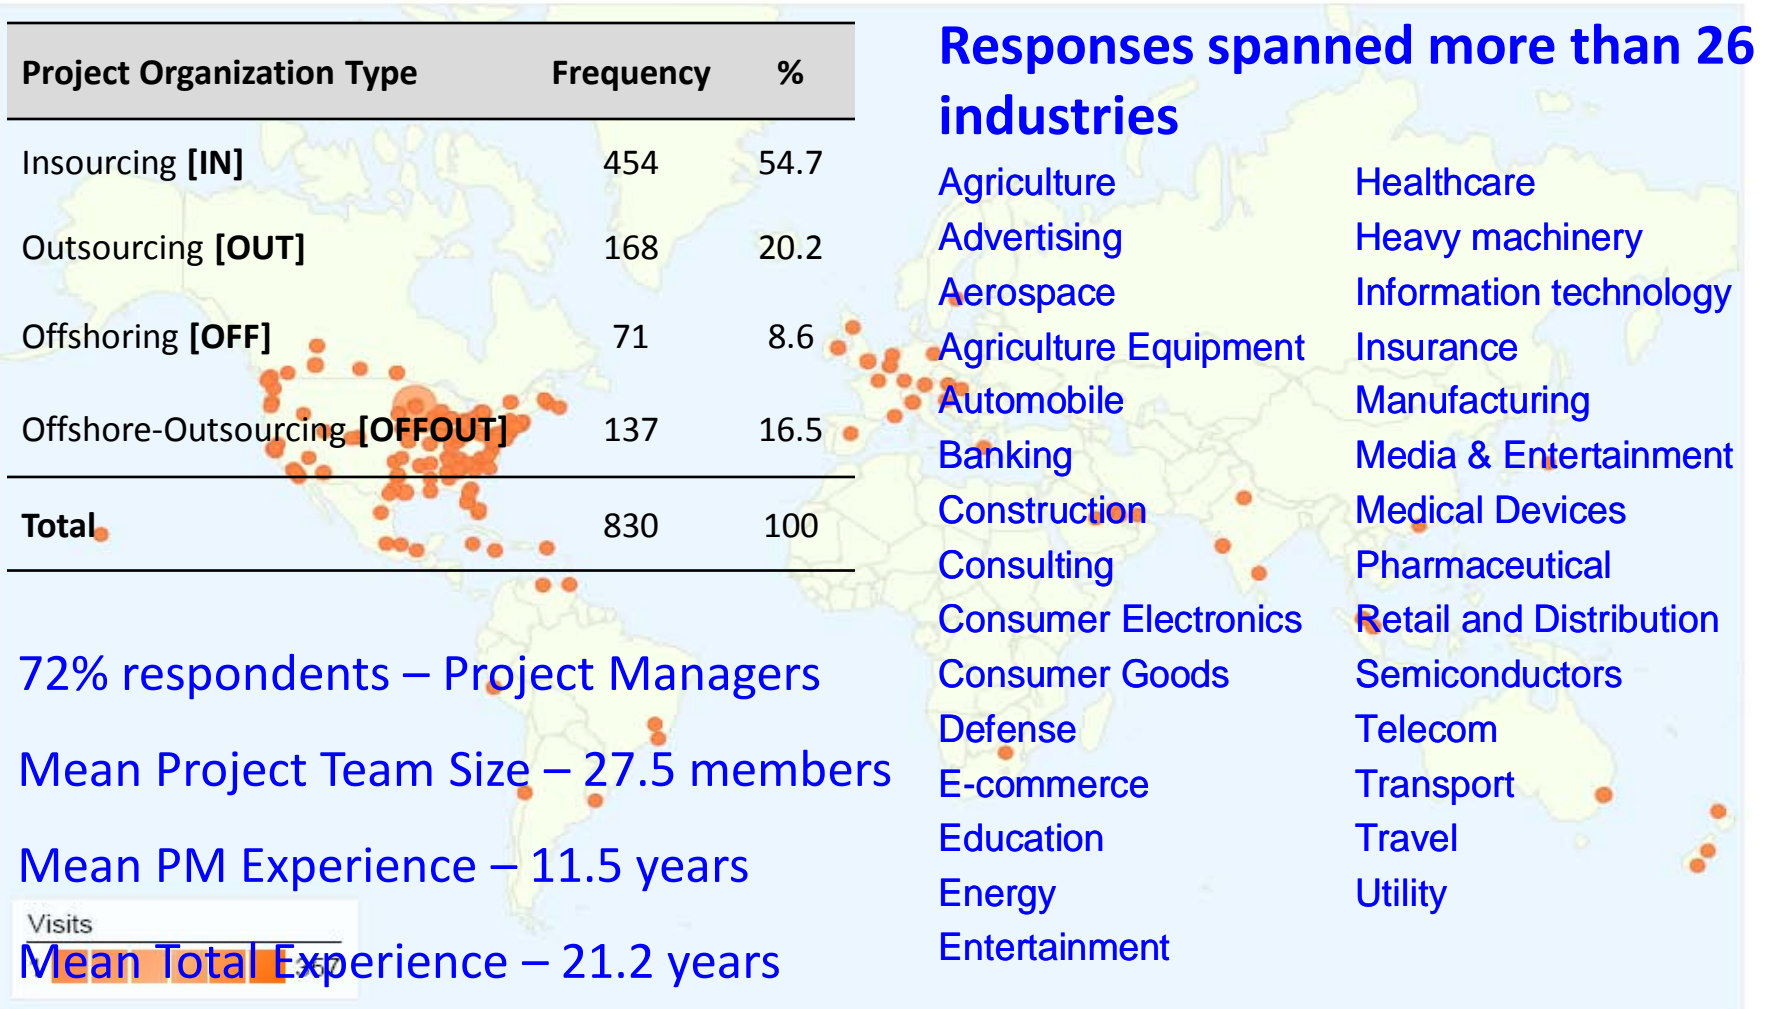 Project Organization Type Frequency %
Insourcing [IN] 454 54.7
Outsourcing [OUT] 168 20.2
Offshoring [OFF] 71 8.6
Offshore-Outsourcing [OFFOUT] 137 16.5
Total 830 100
72% respondents – Project Managers
Mean Project Team Size – 27.5 members
Mean PM Experience – 11.5 years
Visits
Mean Total Experience – 21.2 years
Responses spanned more than 26
industries
Agriculture
Advertising
Aerospace
Agriculture Equipment
Automobile
Banking
Construction
Consulting
Consumer Electronics
Consumer Goods
Defense
E-commerce
Education
Energy
Entertainment
Healthcare
Heavy machinery
Information technology
Insurance
Manufacturing
Media & Entertainment
Medical Devices
Pharmaceutical
Retail and Distribution
Semiconductors
Telecom
Transport
Travel
Utility